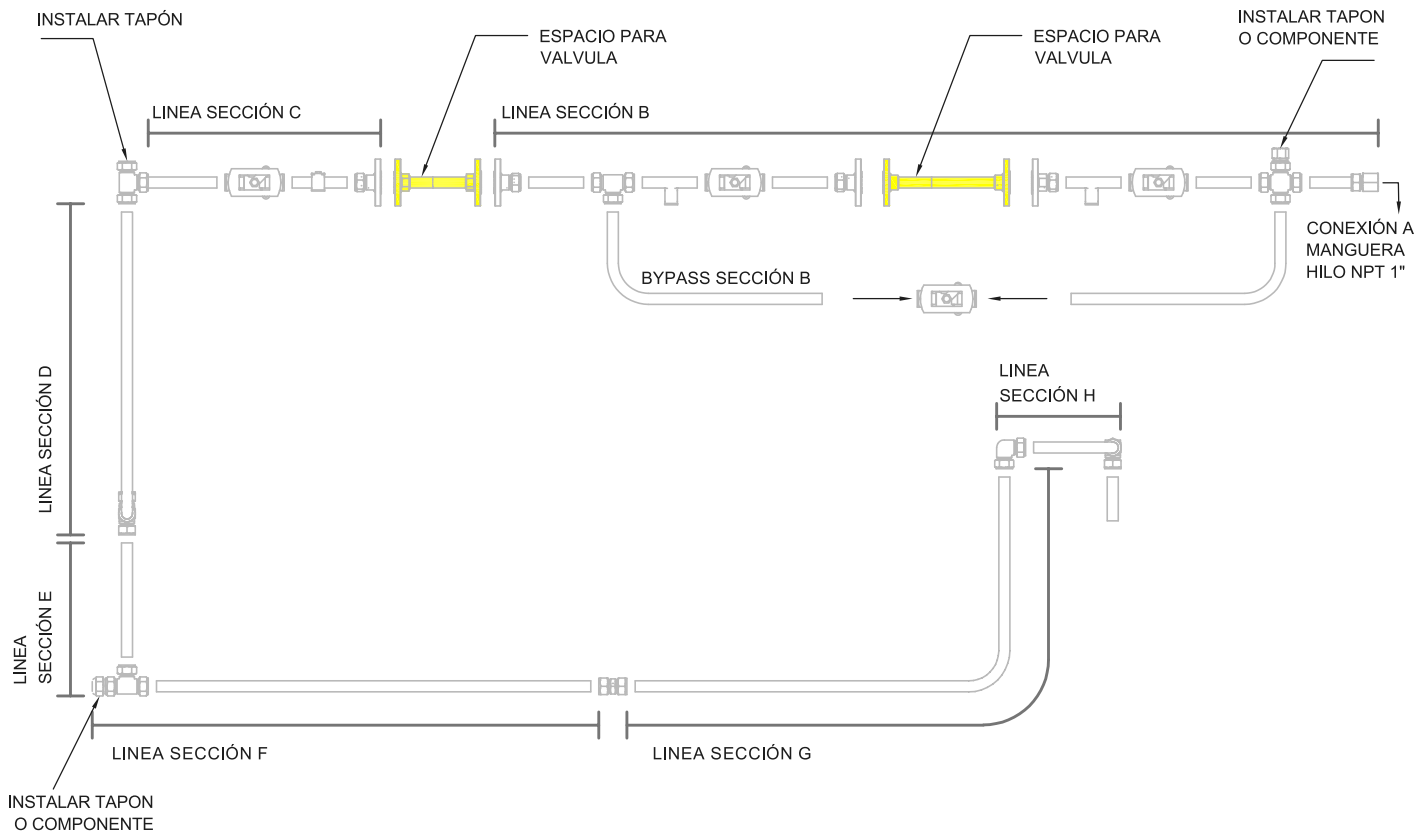 INSTALAR TAPÓN
ESPACIO PARA
VALVULA
ESPACIO PARA
VALVULA
INSTALAR TAPON
O COMPONENTE
LINEA SECCIÓN C
LINEA SECCIÓN B
CONEXIÓN A
MANGUERA
HILO NPT 1"
BYPASS SECCIÓN B
LINEA SECCIÓN D
LINEA
SECCIÓN H
LINEA
SECCIÓN E
LINEA SECCIÓN F
LINEA SECCIÓN G
INSTALAR TAPON
O COMPONENTE